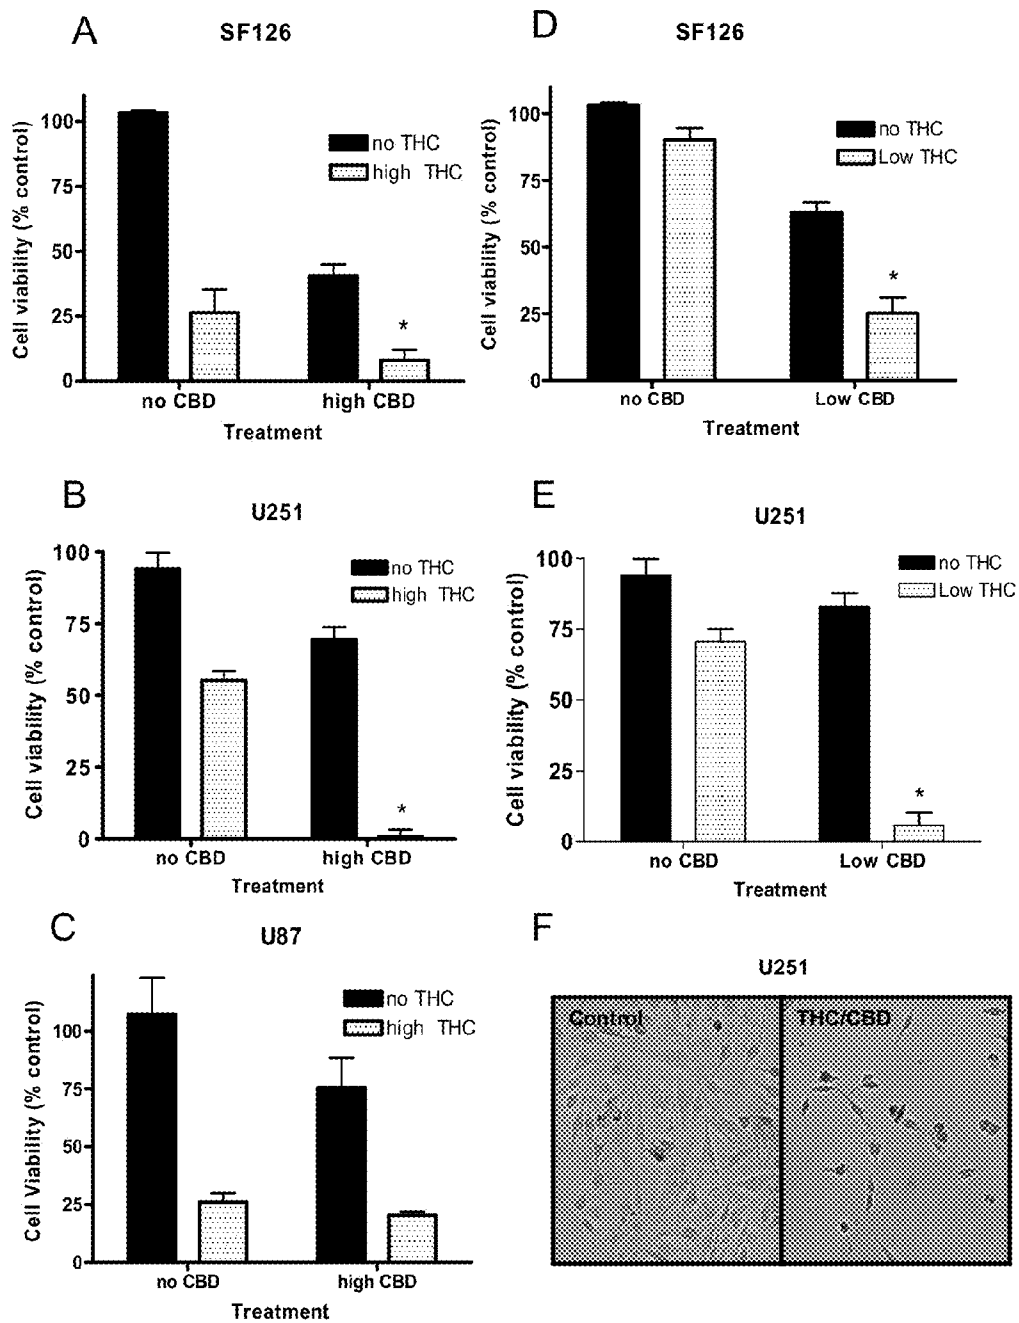 A
SF126
Cell viability (% control)
100
75
50
25
0
no THC
high THC
*
no CBD
high CBD
Treatment
D
SF126
Cell viability (% control)
100
75
50
25
0
no THC
Low THC
*
no CBD
Low CBD
Treatment
B
U251
Cell viability (% control)
100
75
50
25
0
no THC
high THC
*
no CBD
high CBD
Treatment
E
U251
Cell viability (% control)
100
75
50
25
0
no THC
Low THC
*
no CBD
Low CBD
Treatment
C
U87
Cell Viability (% control)
100
75
50
25
0
no THC
high THC
no CBD
high CBD
Treatment
F
U251
Control
THC/CBD